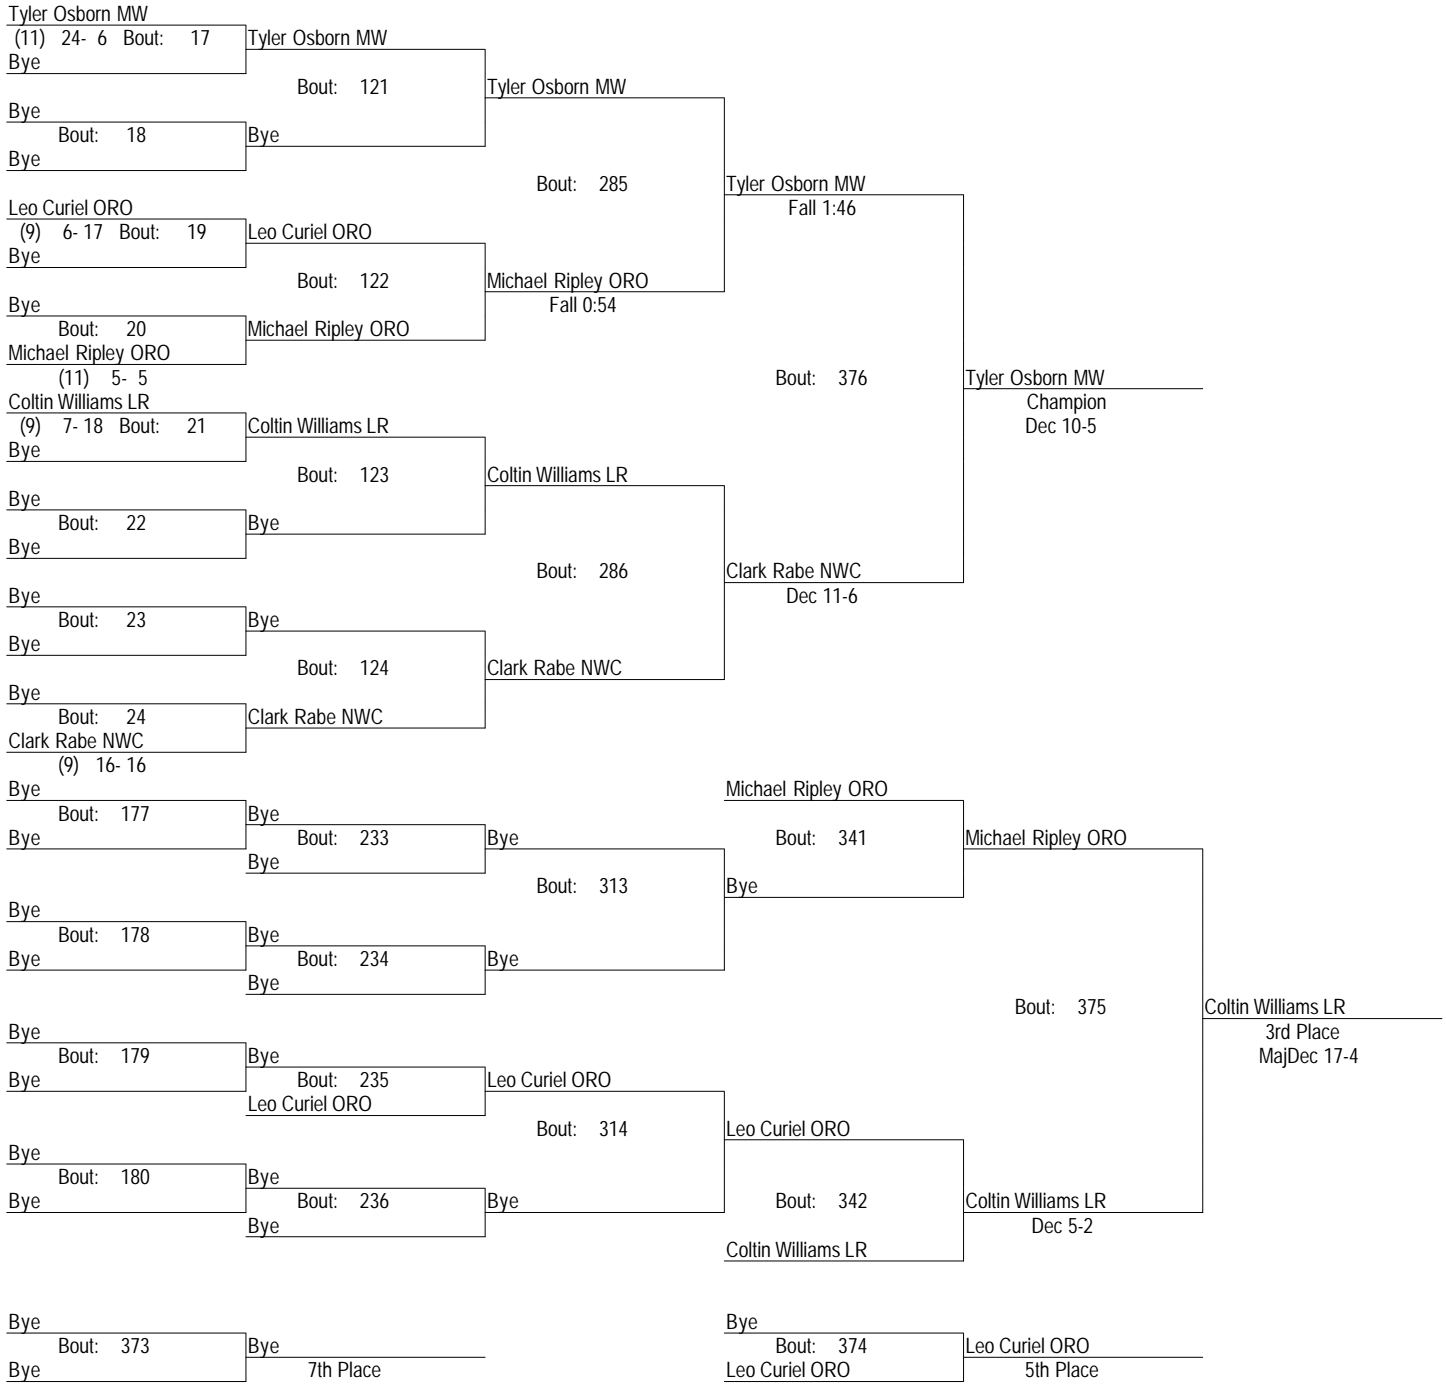 Tyler Osborn MW
(11) 24- 6 Bout: 17 Tyler Osborn MW
Bye
Bout: 121 Tyler Osborn MW
Bye
Bout: 18 Bye
Bye
Bout: 285 Tyler Osborn MW
Fall 1:46
Leo Curiel ORO
(9) 6- 17 Bout: 19 Leo Curiel ORO
Bye
Bout: 122 Michael Ripley ORO
Fall 0:54
Bye
Bout: 20 Michael Ripley ORO
Michael Ripley ORO
(11) 5- 5
Bout: 376 Tyler Osborn MW
Champion
Dec 10-5
Coltin Williams LR
(9) 7- 18 Bout: 21 Coltin Williams LR
Bye
Bout: 123 Coltin Williams LR
Bye
Bout: 22 Bye
Bye
Bout: 286 Clark Rabe NWC
Dec 11-6
Bye
Bout: 23 Bye
Bye
Bout: 124 Clark Rabe NWC
Bye
Bout: 24 Clark Rabe NWC
Clark Rabe NWC
(9) 16- 16
Bye
Michael Ripley ORO
Bout: 177 Bye
Bye
Bout: 233 Bye
Bout: 341 Michael Ripley ORO
Bye
Bout: 313 Bye
Bye
Bout: 178 Bye
Bye
Bout: 234 Bye
Bye
Bout: 375 Coltin Williams LR
3rd Place
MajDec 17-4
Bye
Bout: 179 Bye
Bye
Bout: 235 Leo Curiel ORO
Leo Curiel ORO
Bout: 314 Leo Curiel ORO
Bye
Bout: 180 Bye
Bye
Bout: 236 Bye
Bout: 342 Coltin Williams LR
Dec 5-2
Bye
Coltin Williams LR
Bye
Bout: 373 Bye
Bye
7th Place
Bye
Bout: 374 Leo Curiel ORO
Leo Curiel ORO
5th Place